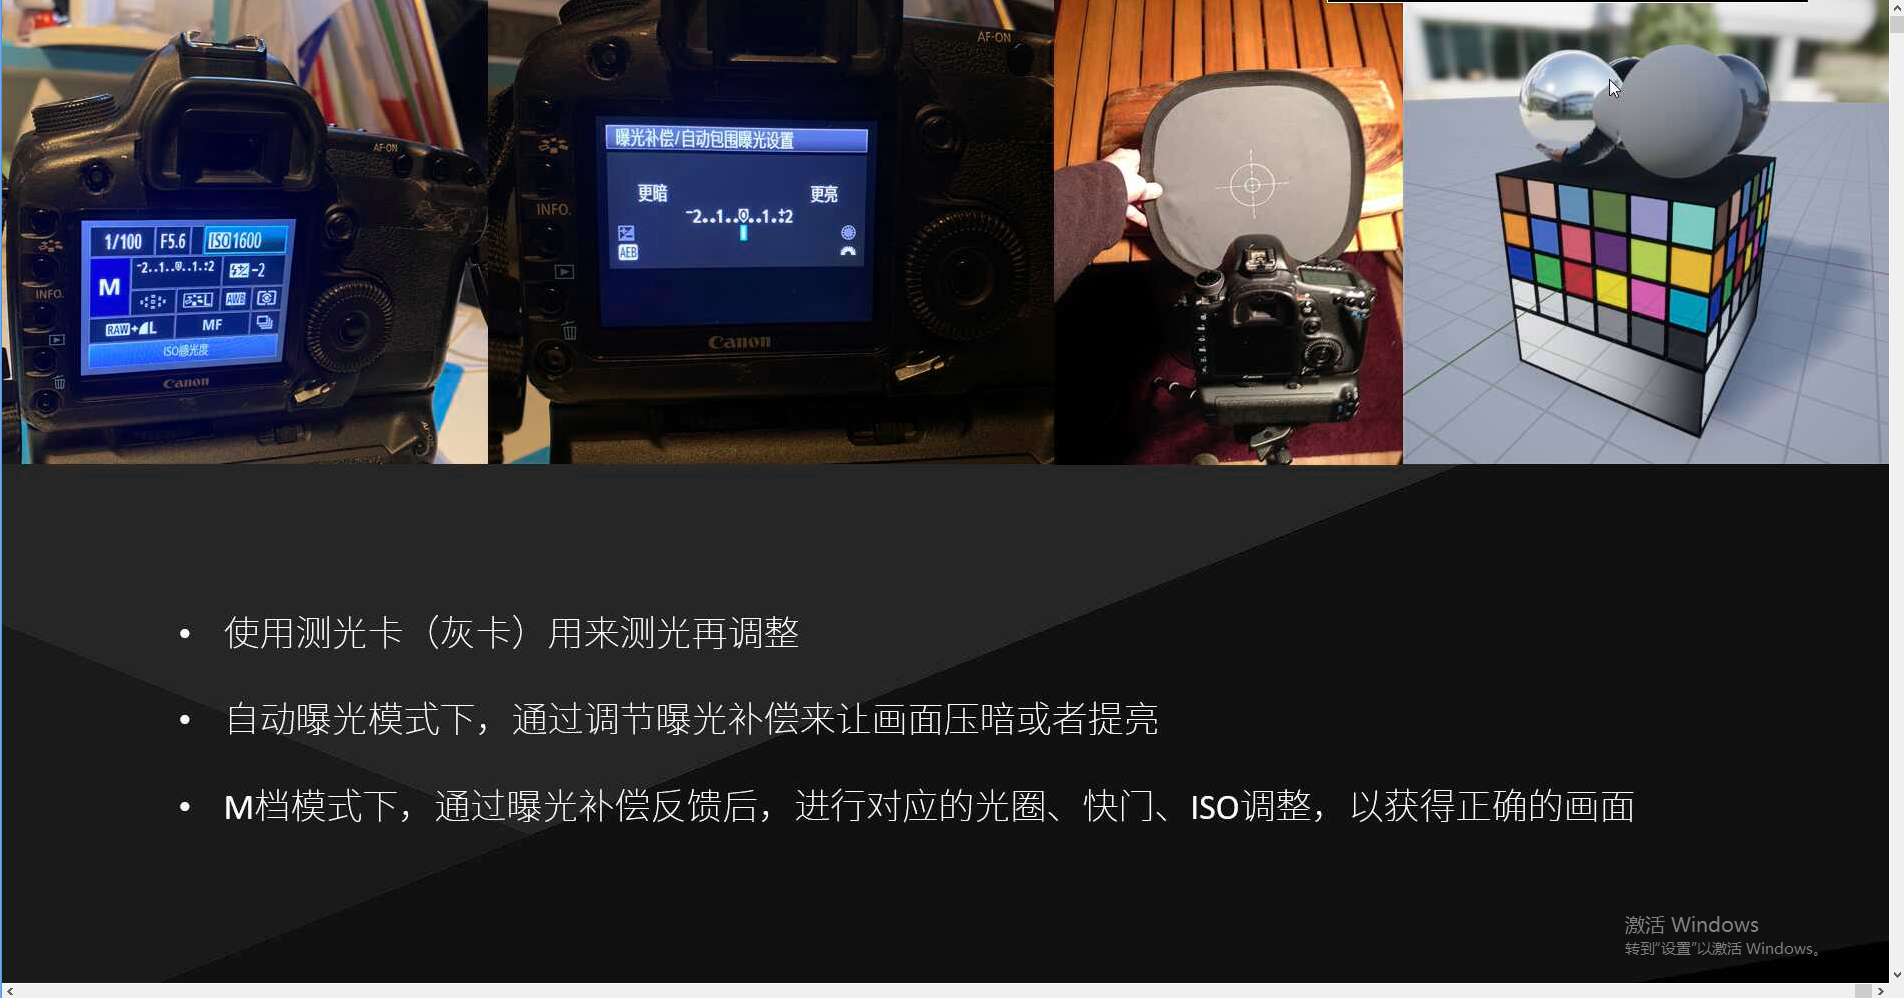 AF-ON
1/100 F5.6 ISO1600
M -2..1..0..1..+2 -2
AWB
RAW+L MF
ISO感光度
INFO.
Canon
AF-ON
曝光补偿/自动包围曝光设置
更暗 更亮
-2..1..0..1..+2
AEB
INFO.
Canon
使用测光卡（灰卡）用来测光再调整
自动曝光模式下，通过调节曝光补偿来让画面压暗或者提亮
M档模式下，通过曝光补偿反馈后，进行对应的光圈、快门、ISO调整，以获得正确的画面
激活 Windows
转到“设置”以激活 Windows。